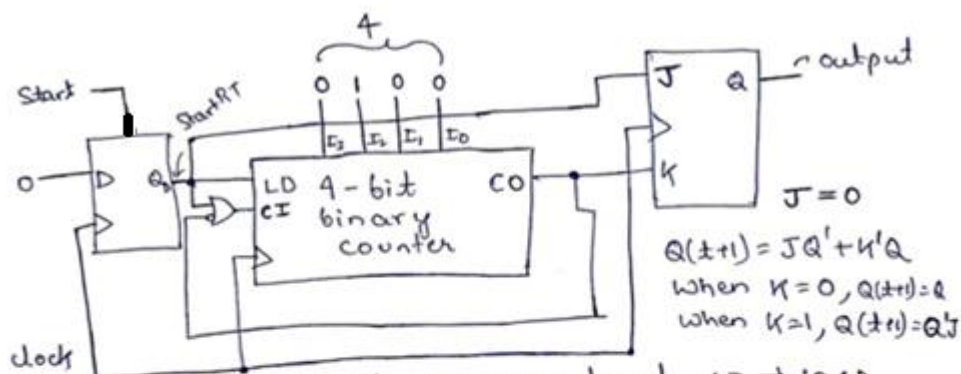 4
0 1 0 0
Start
StartRT
I3 I2 I1 I0
0
D
Q
LD
CI
4-bit
binary
counter
CO
J
Q
output
K
J = 0
Q(t+1) = JQ' + K'Q
When K = 0, Q(t+1) = Q
When K=1, Q(t+1) = Q'J
clock